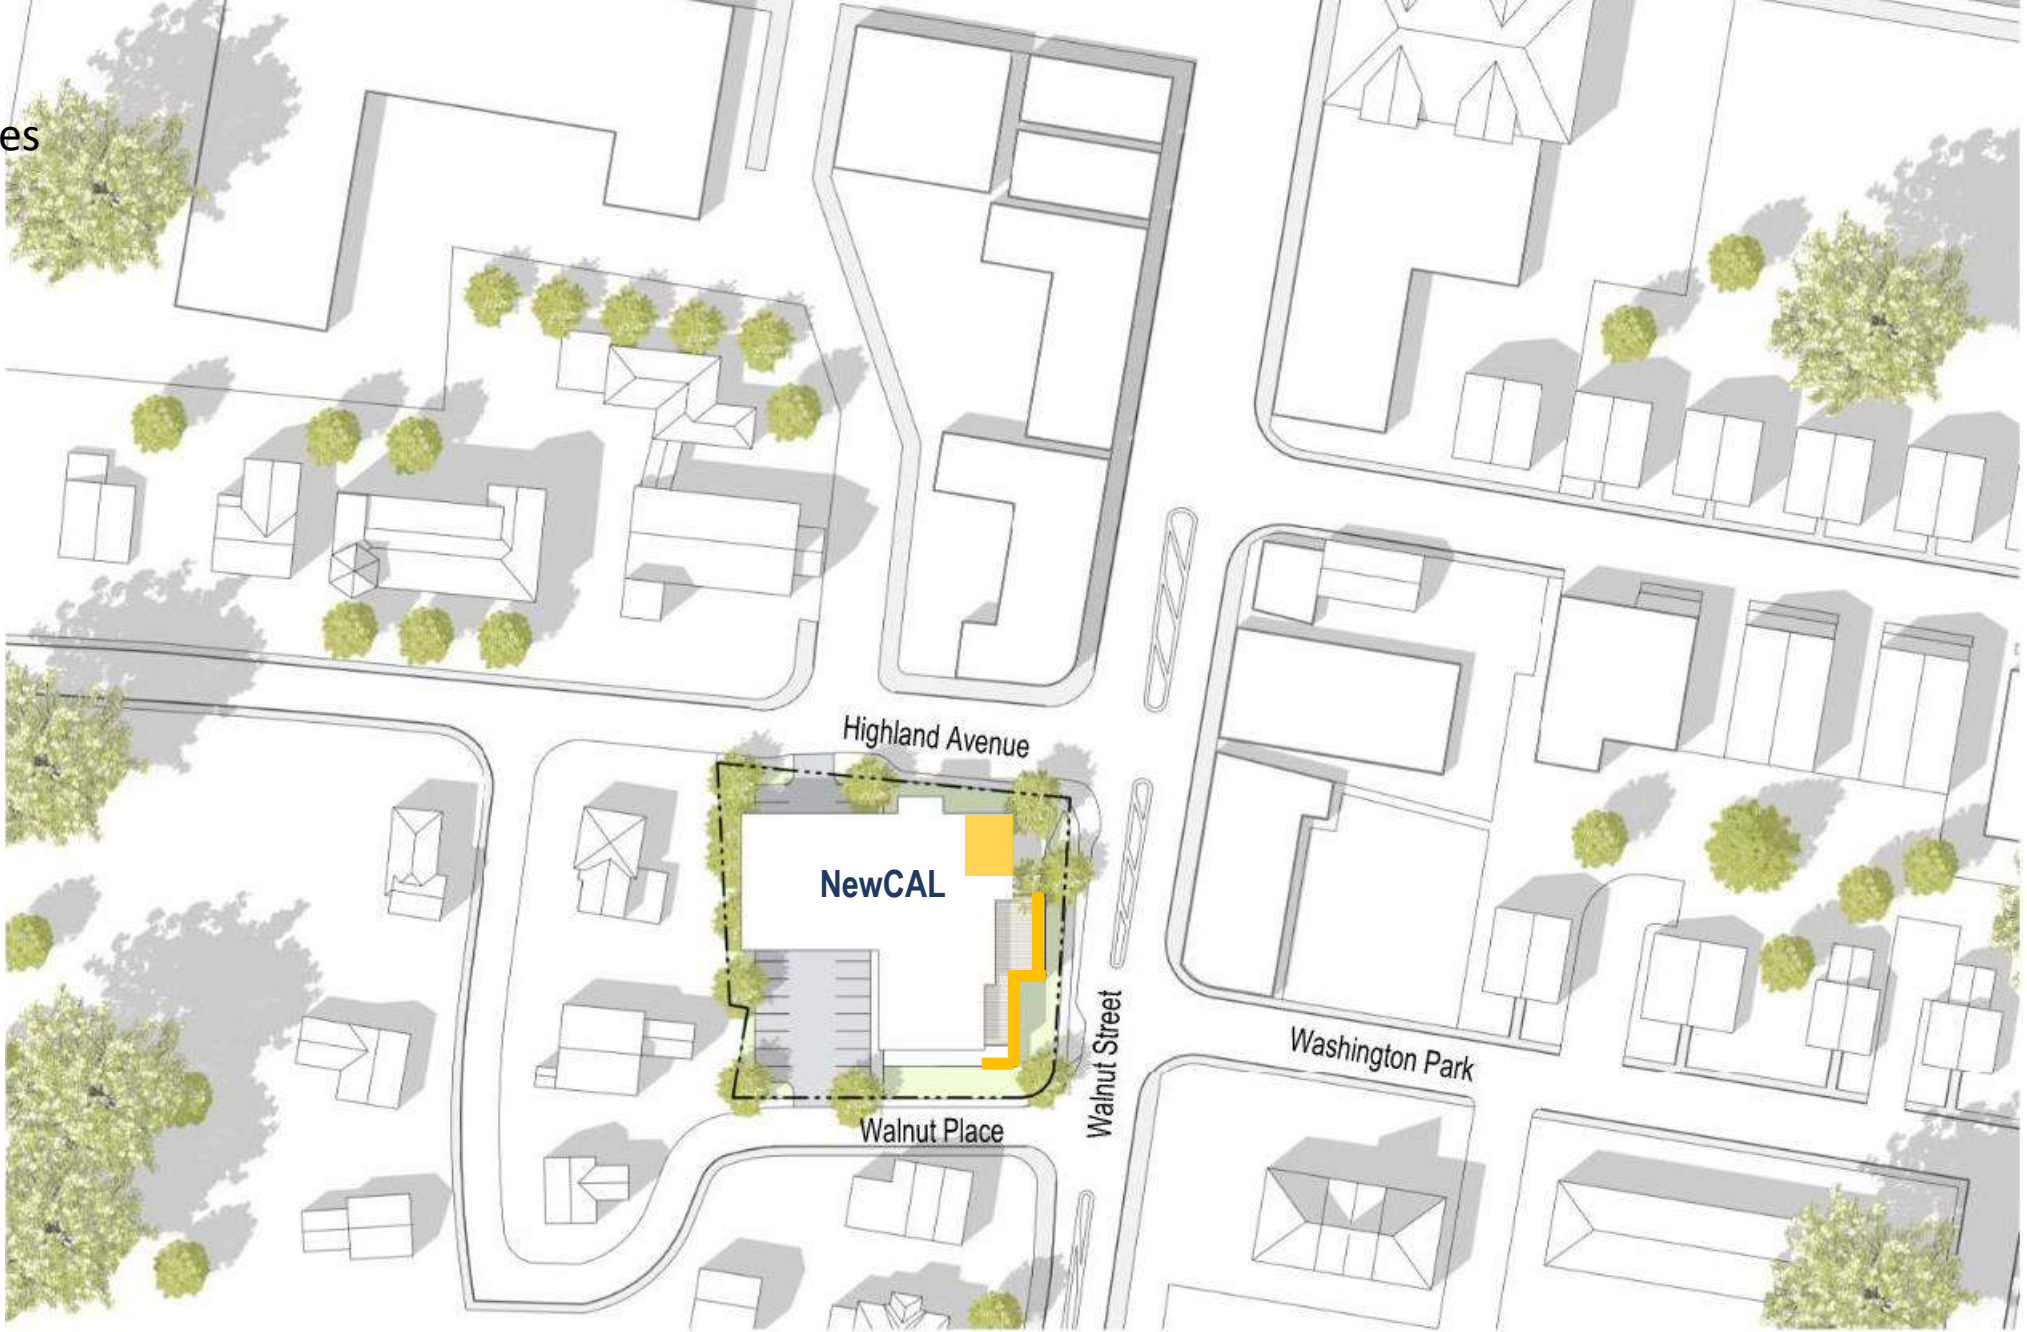 es
Highland Avenue
NewCAL
Walnut Street
Washington Park
Walnut Place